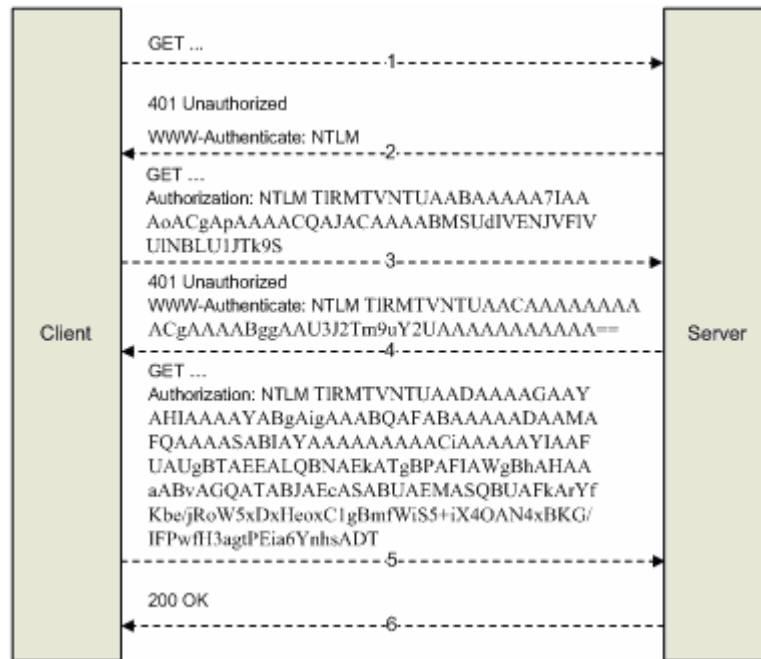 GET ...
1
401 Unauthorized
WWW-Authenticate: NTLM
2
GET ...
Authorization: NTLM TlRMTVNTUAABAAAAA7IAA
AoACgApAAAACQAJACAAAABMSUdIVENJVFlV
UlNBLU1JTk9S
3
401 Unauthorized
WWW-Authenticate: NTLM TlRMTVNTUAACAAAAAAAA
ACgAAAABggAAU3J2Tm9uY2UAAAAAAAAAAA==
4
Client
Server
GET ...
Authorization: NTLM TlRMTVNTUAADAAAAGAAY
AHIAAAAYABgAigAAABQAFABAAAAADAAMA
FQAAAASABIAYAAAAAAAAACiAAAAAYIAAF
UAUgBTAEEALQBNAEkATgBPAFIAWgBhAHAA
aABvAGQATABJAEcASABUAEMASQBUAFkArYf
Kbe/jRoW5xDxHeoxC1gBmfWiS5+iX4OAN4xBKG/
IFPwfH3agtPEia6YnhsADT
5
200 OK
6